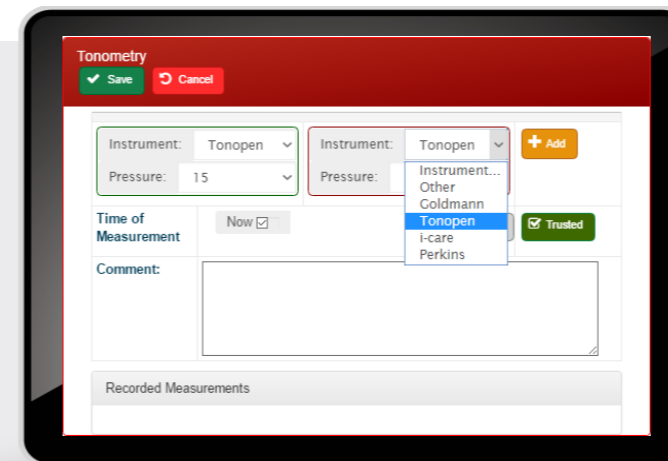 Tonometry
Save Cancel
Instrument: Tonopen Instrument: Tonopen Add
Pressure: 15 Pressure:
Instrument...
Other
Goldmann
Tonopen
i-care
Perkins
Time of Measurement Now Trusted
Comment:
Recorded Measurements